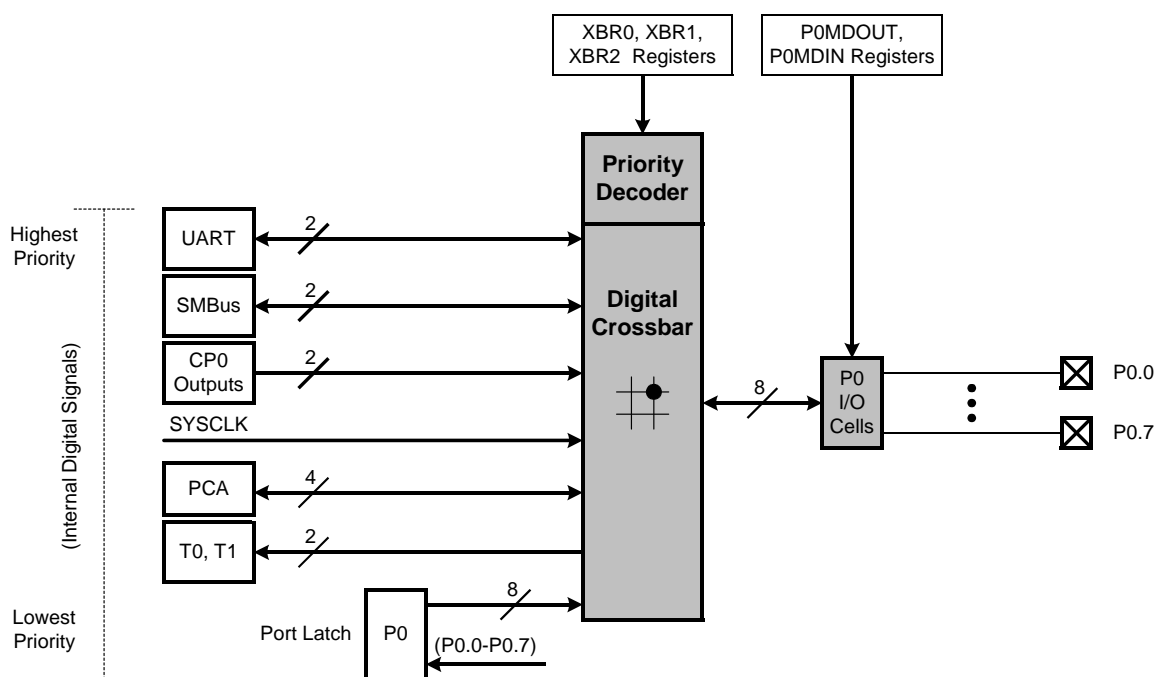 XBR0, XBR1,
XBR2 Registers
P0MDOUT,
P0MDIN Registers
Priority
Decoder
Highest
Priority
UART
2
SMBus
2
Digital
Crossbar
CP0
Outputs
2
(Internal Digital Signals)
SYSCLK
8
P0
I/O
Cells
P0.0
P0.7
PCA
4
T0, T1
2
Lowest
Priority
Port Latch
P0
8
(P0.0-P0.7)